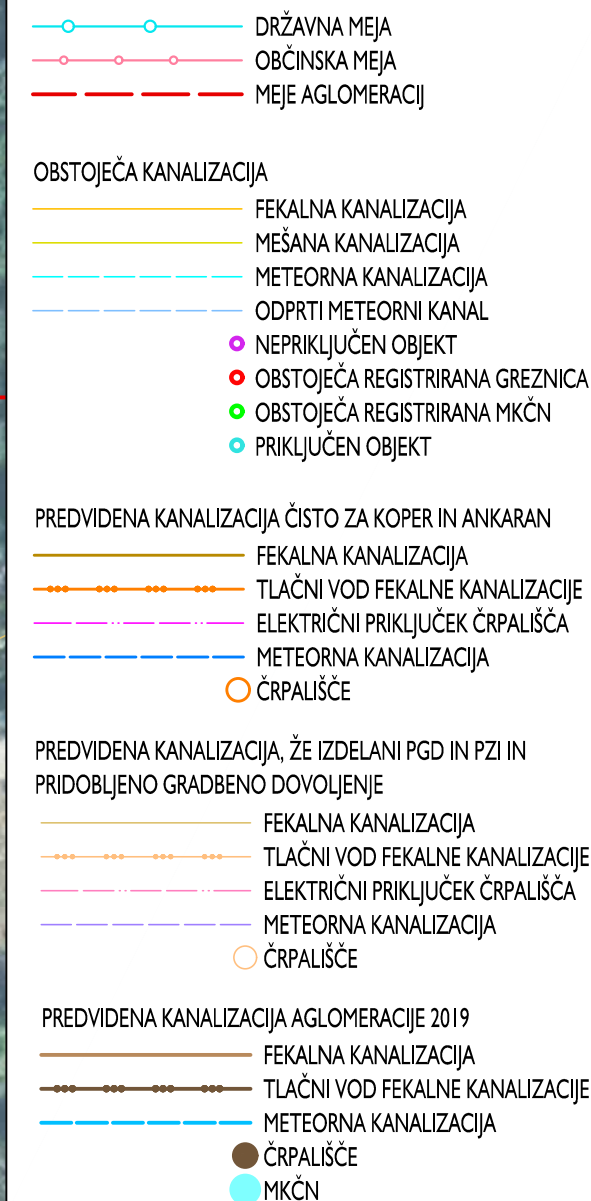 DRŽAVNA MEJA
OBČINSKA MEJA
MEJE AGLOMERACIJ
OBSTOJEČA KANALIZACIJA
FEKALNA KANALIZACIJA
MEŠANA KANALIZACIJA
METEORNA KANALIZACIJA
ODPRTI METEORNI KANAL
NEPRIKLJUČEN OBJEKT
OBSTOJEČA REGISTRIRANA GREZNICA
OBSTOJEČA REGISTRIRANA MKČN
PRIKLJUČEN OBJEKT
PREDVIDENA KANALIZACIJA ČISTO ZA KOPER IN ANKARAN
FEKALNA KANALIZACIJA
TLAČNI VOD FEKALNE KANALIZACIJE
ELEKTRIČNI PRIKLJUČEK ČRPALIŠČA
METEORNA KANALIZACIJA
ČRPALIŠČE
PREDVIDENA KANALIZACIJA, ŽE IZDELANI PGD IN PZI IN
PRIDOBLJENO GRADBENO DOVOLJENJE
FEKALNA KANALIZACIJA
TLAČNI VOD FEKALNE KANALIZACIJE
ELEKTRIČNI PRIKLJUČEK ČRPALIŠČA
METEORNA KANALIZACIJA
ČRPALIŠČE
PREDVIDENA KANALIZACIJA AGLOMERACIJE 2019
FEKALNA KANALIZACIJA
TLAČNI VOD FEKALNE KANALIZACIJE
METEORNA KANALIZACIJA
ČRPALIŠČE
MKČN